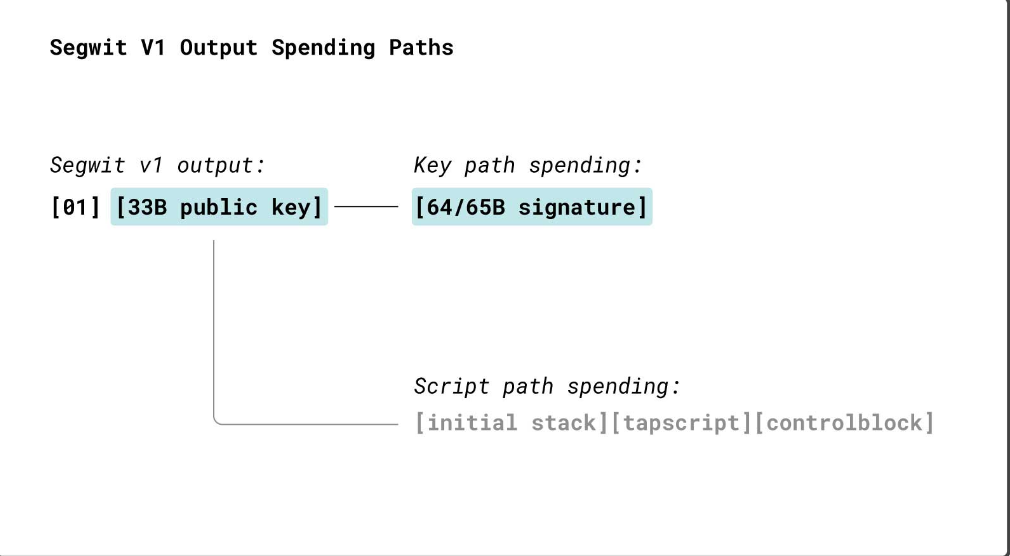 Segwit V1 Output Spending Paths
Segwit v1 output:
[01] [33B public key]
Key path spending:
[64/65B signature]
Script path spending:
[initial stack][tapscript][controlblock]